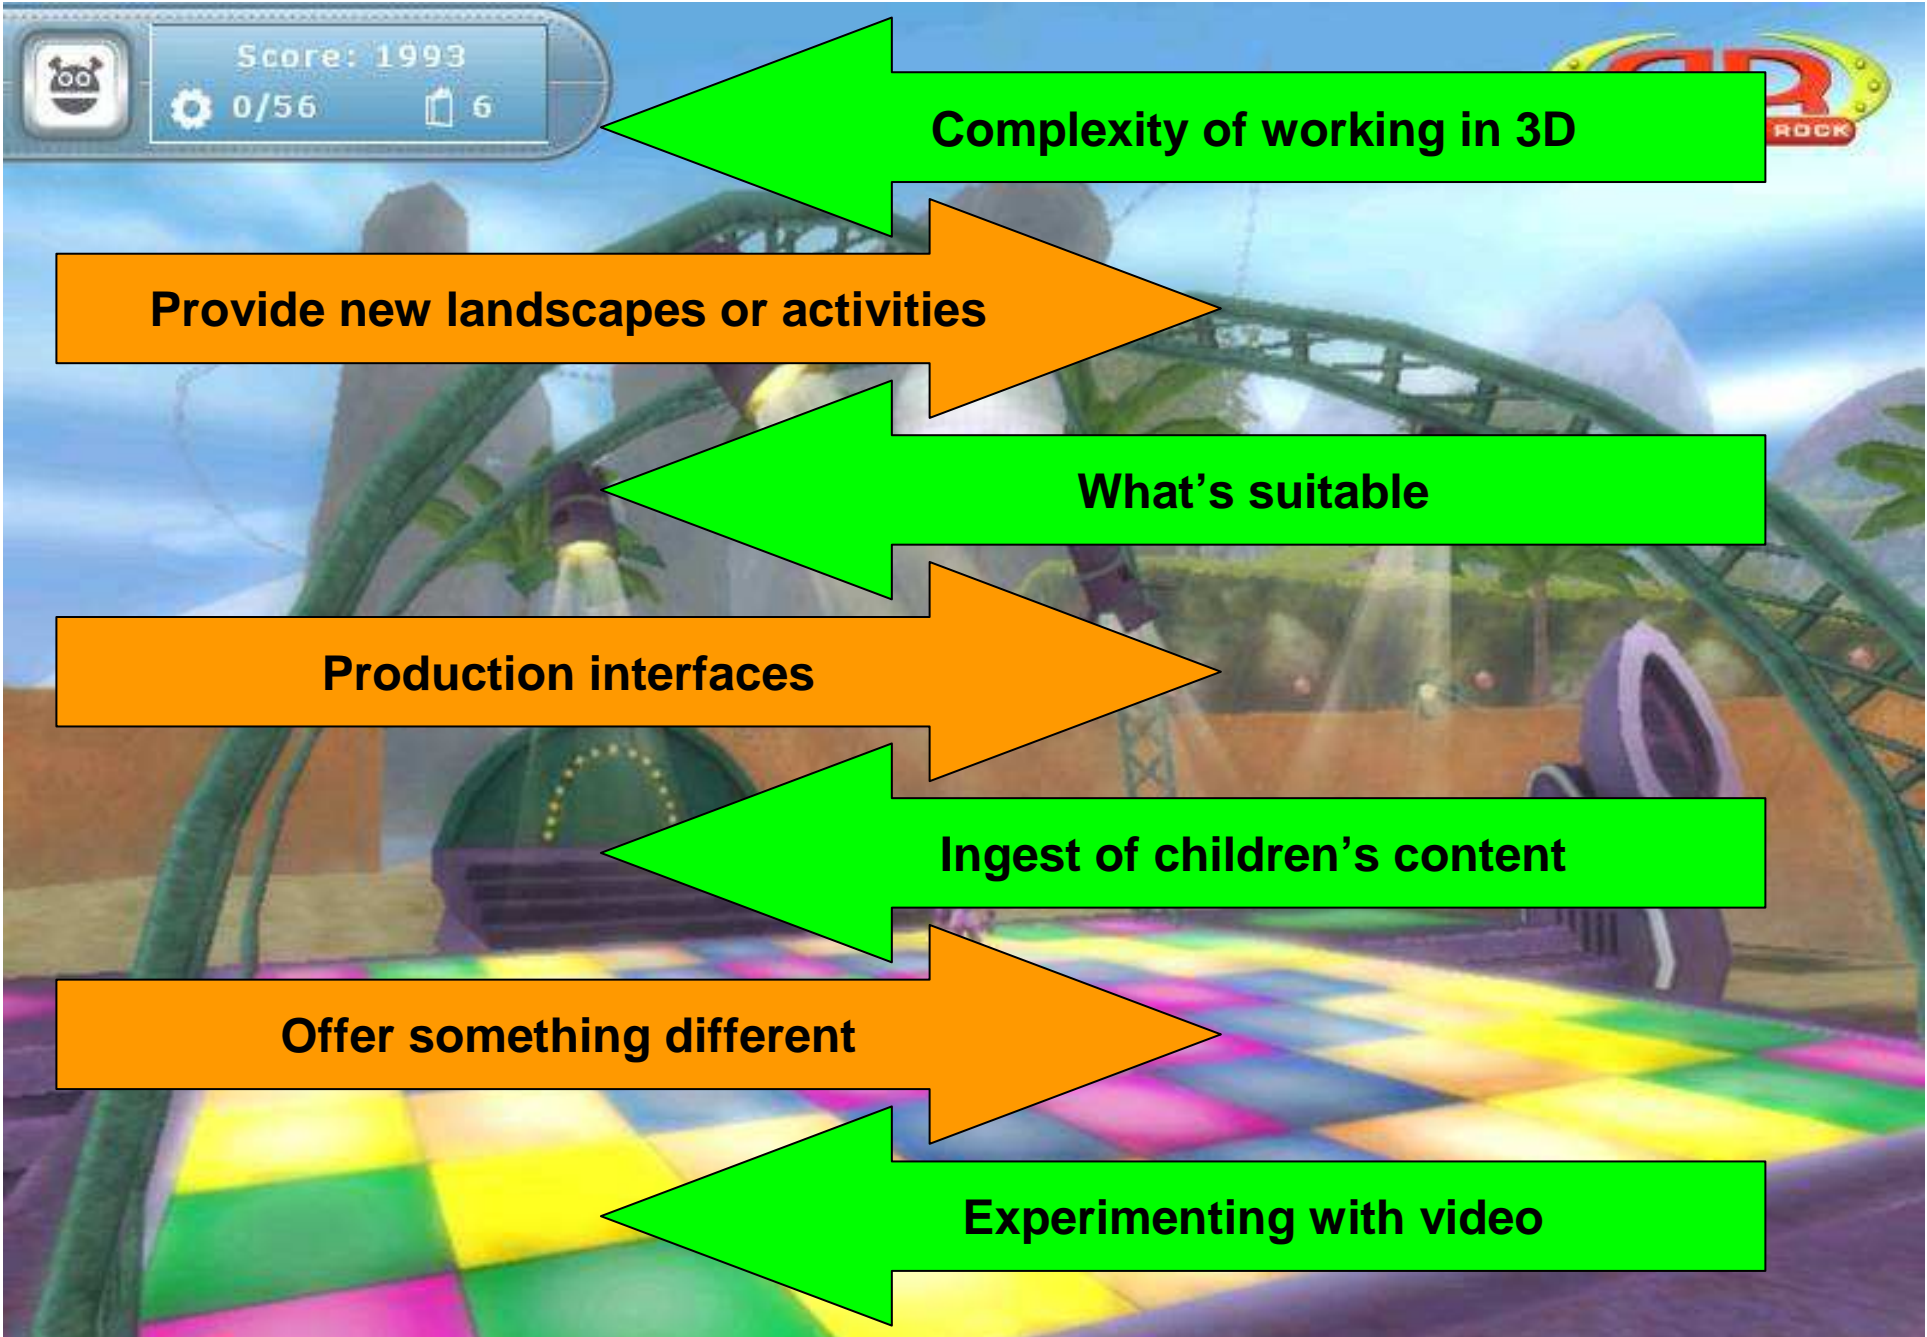 Score: 1993
0/56 6
Complexity of working in 3D
ROCK
Provide new landscapes or activities
What’s suitable
Production interfaces
Ingest of children’s content
Offer something different
Experimenting with video